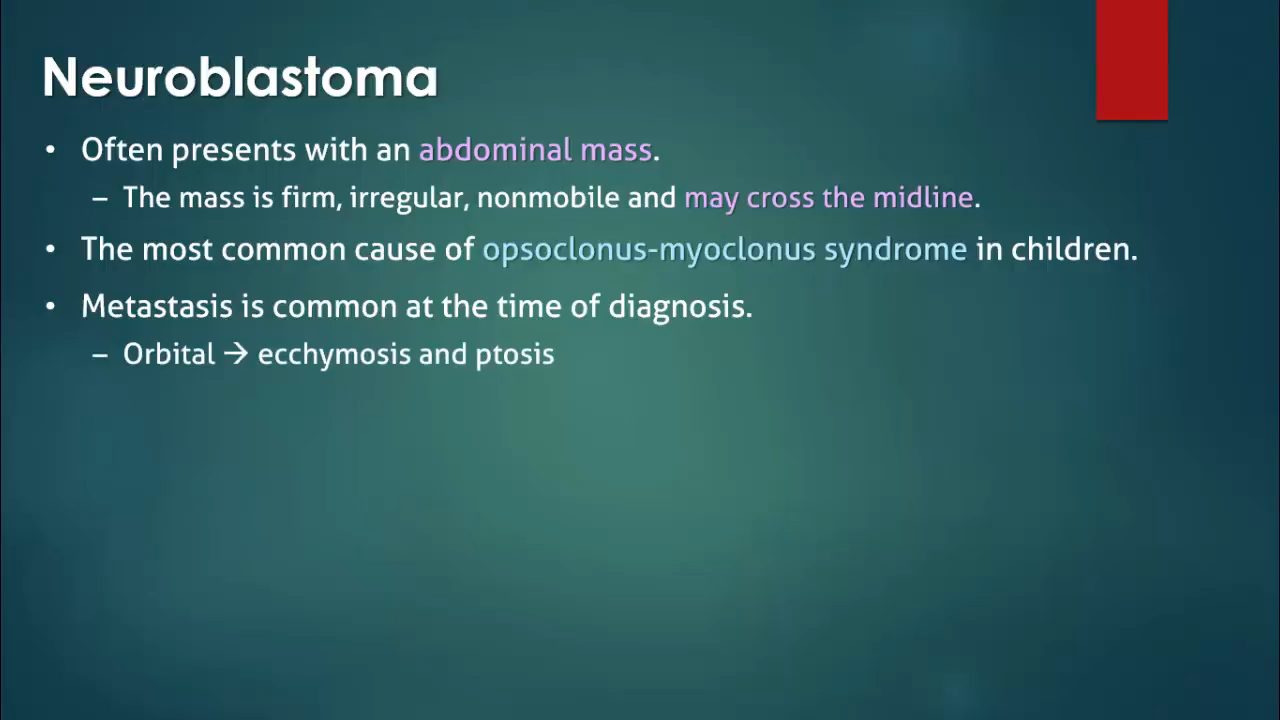 Neuroblastoma
• Often presents with an abdominal mass.
– The mass is firm, irregular, nonmobile and may cross the midline.
• The most common cause of opsoclonus-myoclonus syndrome in children.
• Metastasis is common at the time of diagnosis.
– Orbital → ecchymosis and ptosis